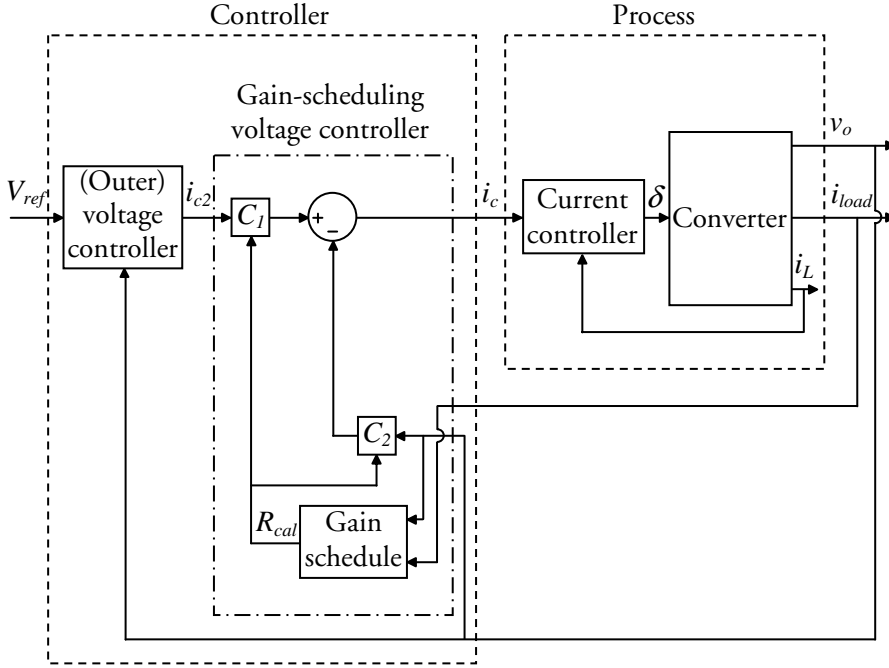 Controller
Process
Gain-scheduling
voltage controller
V_ref
(Outer)
voltage
controller
i_c2
C_1
+
−
i_c
Current
controller
δ
Converter
v_o
i_load
i_L
C_2
R_cal
Gain
schedule